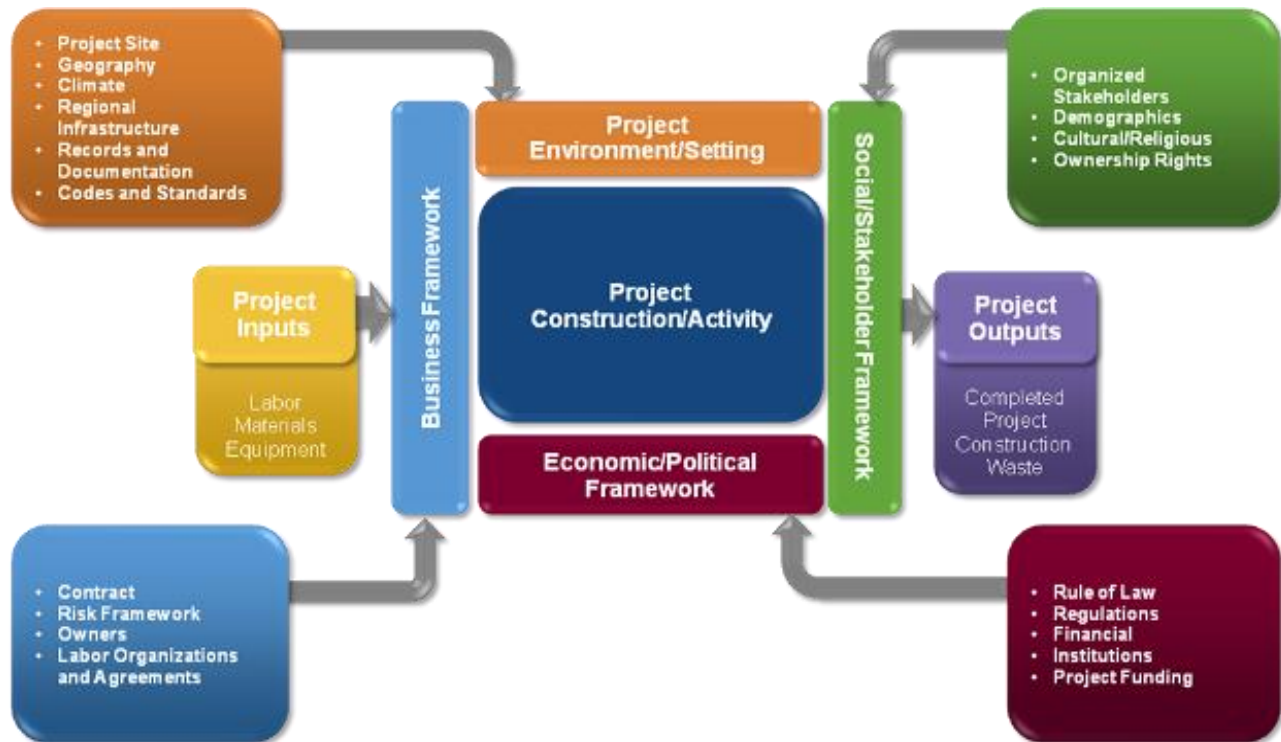 • Project Site
• Geography
• Climate
• Regional
Infrastructure
• Records and
Documentation
• Codes and Standards
Project
Environment/Setting
• Organized
Stakeholders
• Demographics
• Cultural/Religious
• Ownership Rights
Project
Inputs
Labor
Materials
Equipment
Business Framework
Project
Construction/Activity
Social/Stakeholder Framework
Project
Outputs
Completed
Project
Construction
Waste
Economic/Political
Framework
• Contract
• Risk Framework
• Owners
• Labor Organizations
and Agreements
• Rule of Law
• Regulations
• Financial
• Institutions
• Project Funding